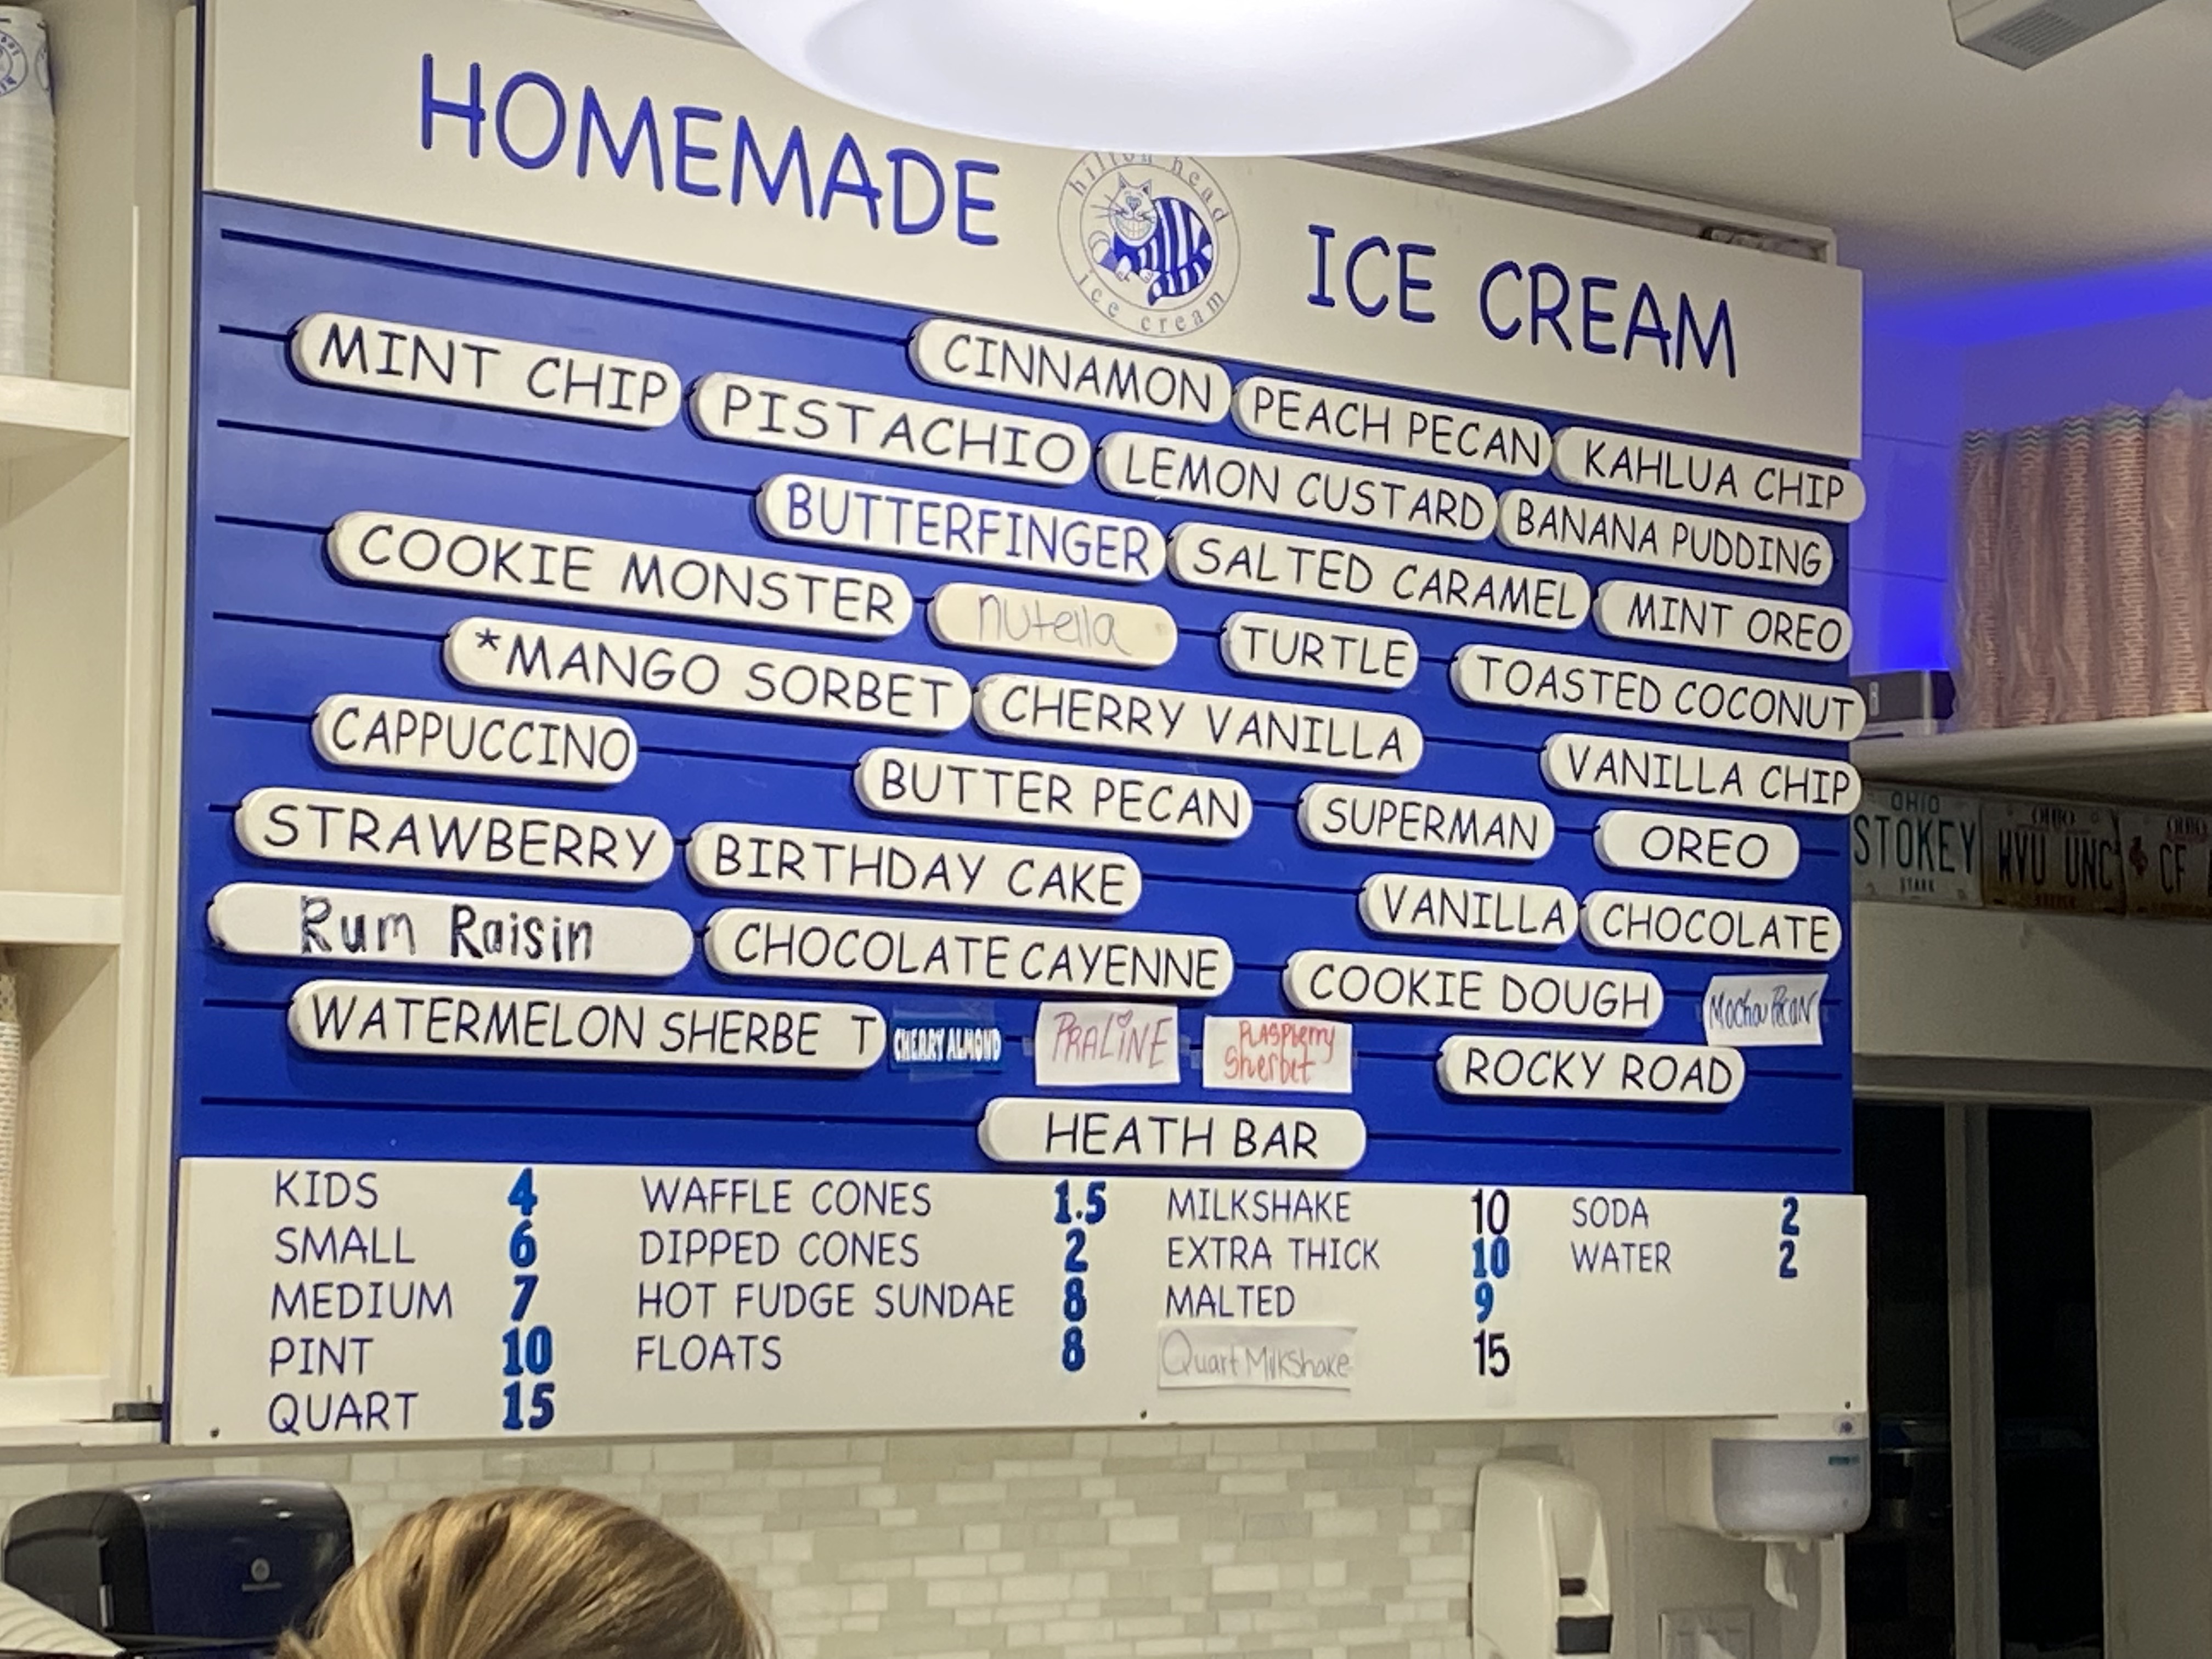 HOMEMADE ICE CREAM
hilton head
milk
ice cream
CINNAMON PEACH PECAN KAHLUA CHIP
MINT CHIP PISTACHIO LEMON CUSTARD BANANA PUDDING
BUTTERFINGER SALTED CARAMEL MINT OREO
COOKIE MONSTER nutella TURTLE TOASTED COCONUT
*MANGO SORBET CHERRY VANILLA VANILLA CHIP
CAPPUCCINO BUTTER PECAN SUPERMAN OREO
STRAWBERRY BIRTHDAY CAKE VANILLA CHOCOLATE
Rum Raisin CHOCOLATE CAYENNE COOKIE DOUGH Mocha Pecan
WATERMELON SHERBE T CHERRY ALMOND PRALINE RASPberry Sherbet ROCKY ROAD
HEATH BAR
KIDS 4 WAFFLE CONES 1.5 MILKSHAKE 10 SODA 2
SMALL 6 DIPPED CONES 2 EXTRA THICK 10 WATER 2
MEDIUM 7 HOT FUDGE SUNDAE 8 MALTED 9
PINT 10 FLOATS 8 Quart MilkShake 15
QUART 15
OHIO
STOKEY
STARK
OHIO
WVU UNC
CF